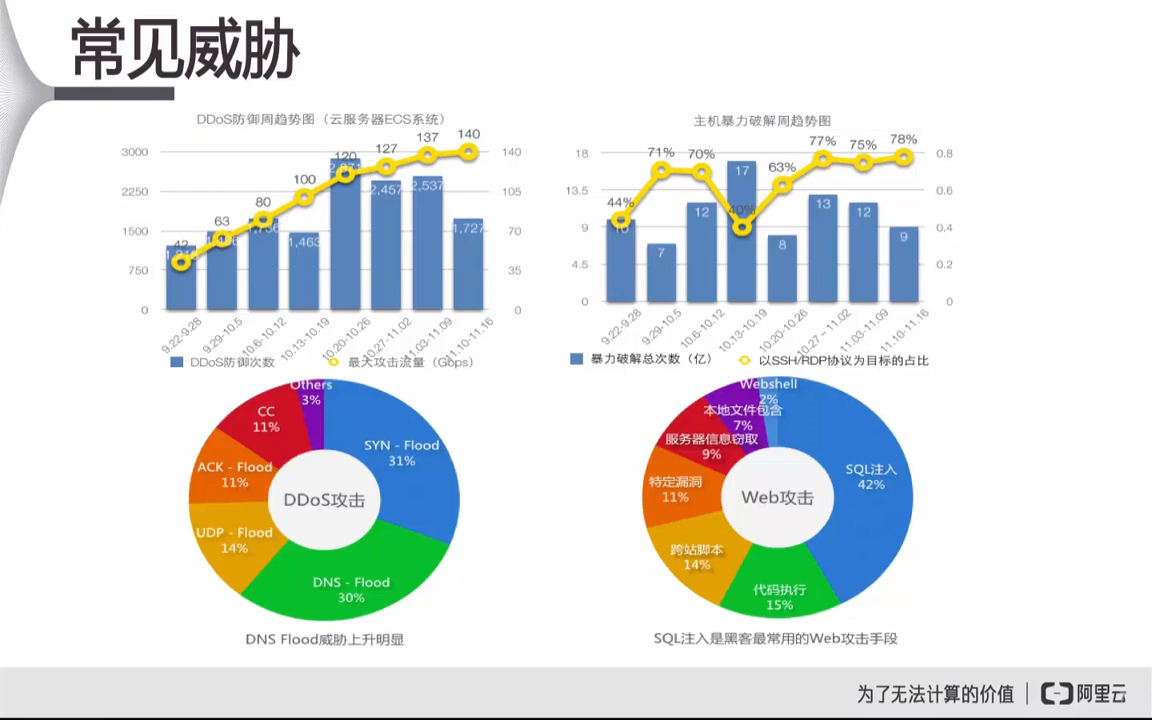 常见威胁
DDoS防御周趋势图（云服务器ECS系统）
3000
2250
1500
750
0
140
105
70
35
0
42
63
80
100
120
127
137
140
1,463
2,457
2,537
1,727
9.22-9.28
9.29-10.5
10.6-10.12
10.13-10.19
10.20-10.26
10.27-11.02
11.03-11.09
11.10-11.16
DDoS防御次数
最大攻击流量（Gbps）
主机暴力破解周趋势图
18
13.5
9
4.5
0
0.8
0.6
0.4
0.2
0
44%
71%
70%
40%
63%
77%
75%
78%
10
7
12
17
8
13
12
9
9.22-9.28
9.29-10.5
10.6-10.12
10.13-10.19
10.20-10.26
10.27－11.02
11.03-11.09
11.10-11.16
暴力破解总次数（亿）
以SSH/RDP协议为目标的占比
Others
3%
CC
11%
SYN - Flood
31%
ACK - Flood
11%
DDoS攻击
UDP - Flood
14%
DNS - Flood
30%
DNS Flood威胁上升明显
Webshell
2%
本地文件包含
7%
服务器信息窃取
9%
SQL注入
42%
特定漏洞
11%
Web攻击
跨站脚本
14%
代码执行
15%
SQL注入是黑客最常用的Web攻击手段
为了无法计算的价值
阿里云